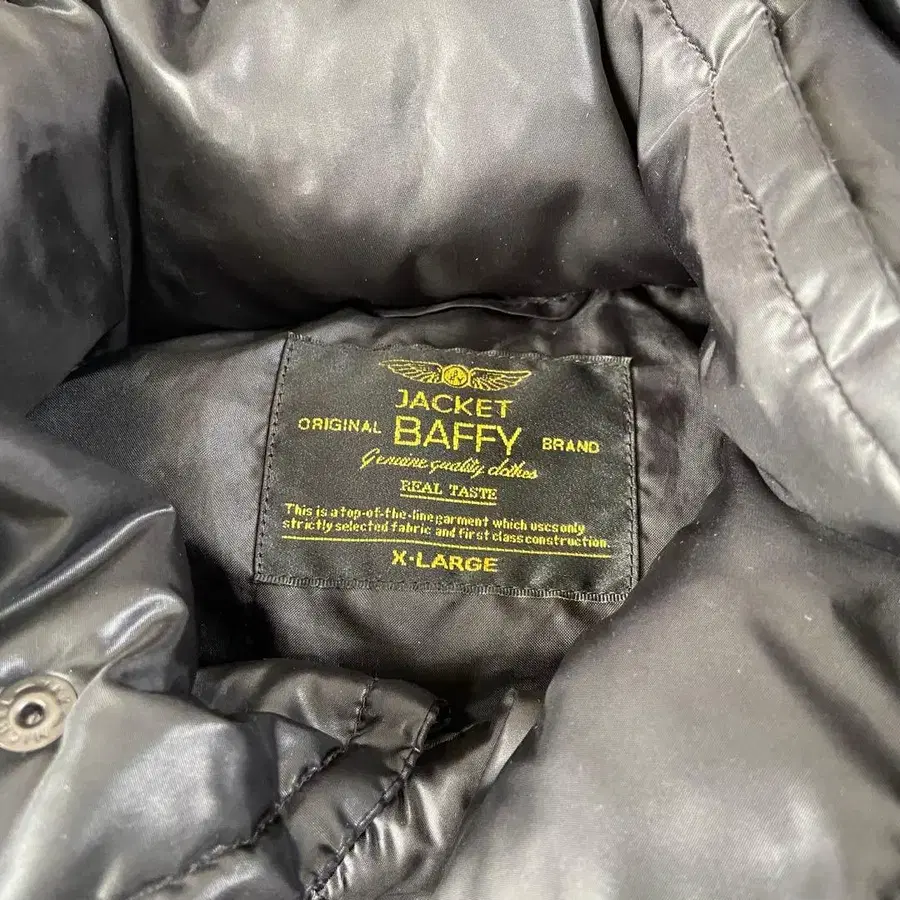 JACKET
ORIGINAL BAFFY BRAND
Genuine quality clothes
REAL TASTE
This is a top-of-the-line garment which uses only
strictly selected fabric and first class construction.
X-LARGE